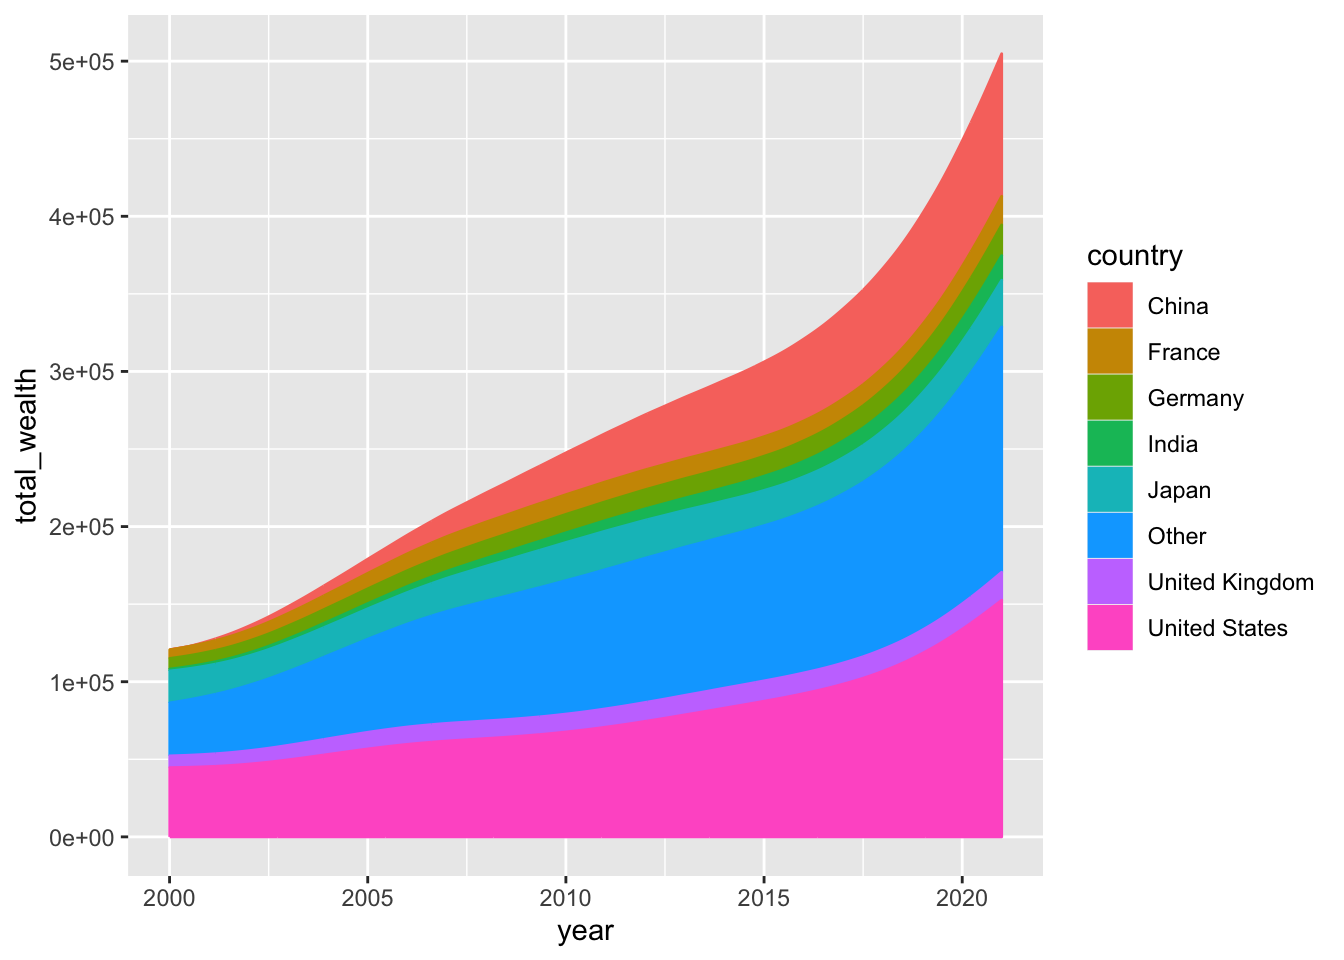 5e+05
4e+05
3e+05
2e+05
1e+05
0e+00
total_wealth
2000 2005 2010 2015 2020
year
country
China
France
Germany
India
Japan
Other
United Kingdom
United States